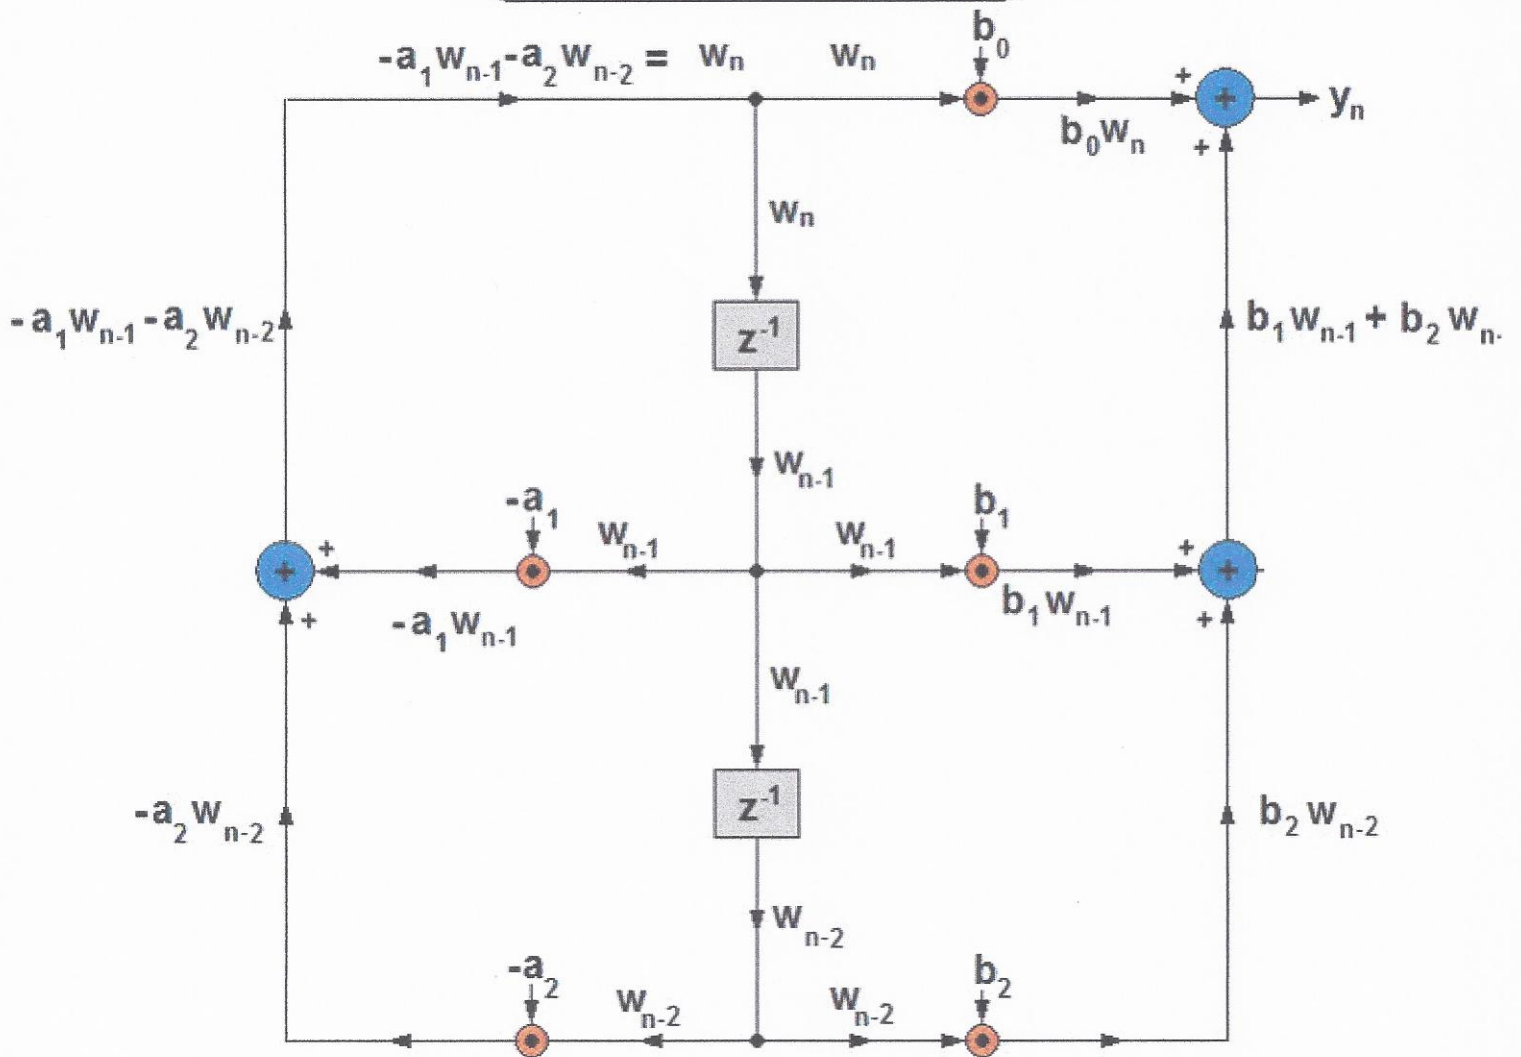 b₀
-a₁wₙ₋₁-a₂wₙ₋₂ = wₙ wₙ
+
+ yₙ
b₀wₙ
+
wₙ
-a₁wₙ₋₁-a₂wₙ₋₂
z⁻¹
b₁wₙ₋₁ + b₂wₙ₋
wₙ₋₁
-a₁
b₁
wₙ₋₁
wₙ₋₁
+
+
+
+
-a₁wₙ₋₁
b₁wₙ₋₁
+
+
wₙ₋₁
z⁻¹
-a₂wₙ₋₂
b₂wₙ₋₂
wₙ₋₂
-a₂
b₂
wₙ₋₂
wₙ₋₂